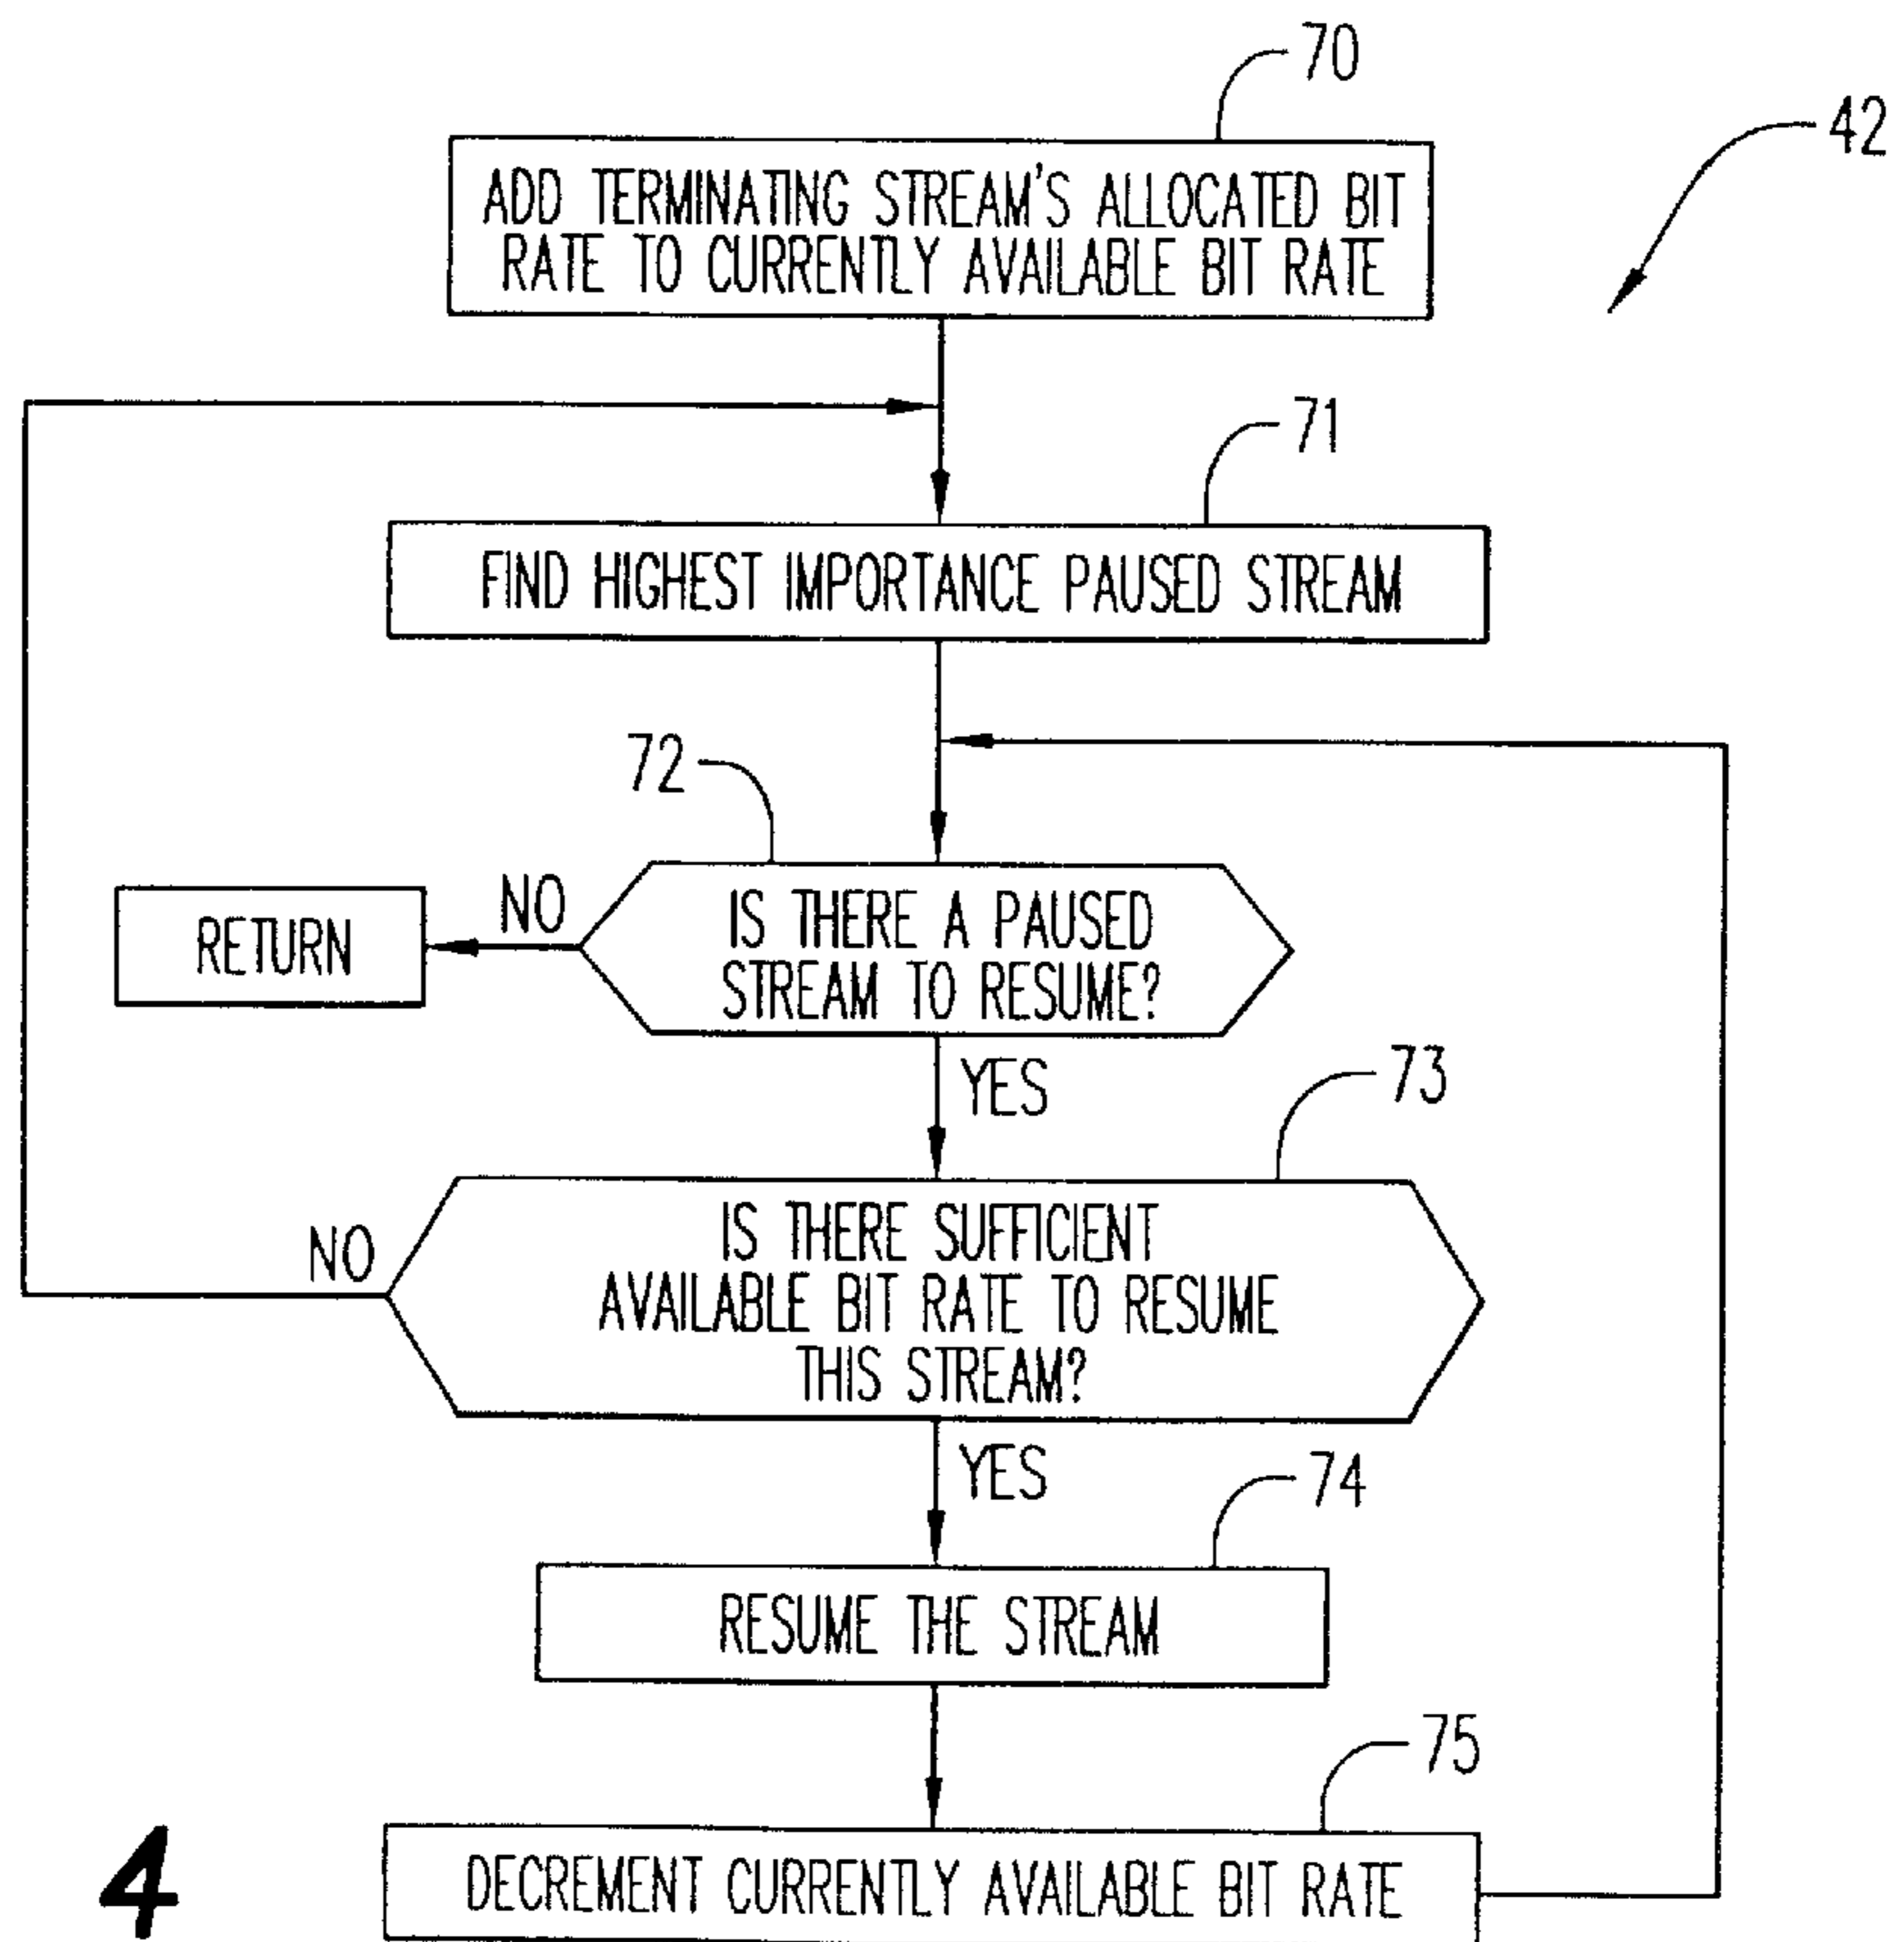 70
42
ADD TERMINATING STREAM'S ALLOCATED BIT
RATE TO CURRENTLY AVAILABLE BIT RATE
71
FIND HIGHEST IMPORTANCE PAUSED STREAM
72
NO
IS THERE A PAUSED
STREAM TO RESUME?
RETURN
YES
73
NO
IS THERE SUFFICIENT
AVAILABLE BIT RATE TO RESUME
THIS STREAM?
YES
74
RESUME THE STREAM
75
DECREMENT CURRENTLY AVAILABLE BIT RATE
4